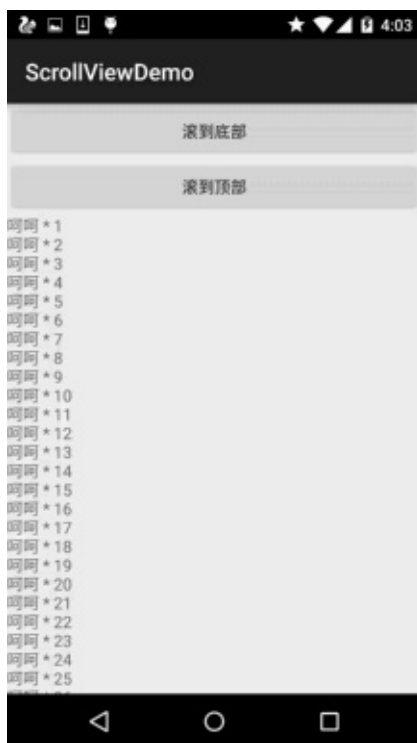 4:03
ScrollViewDemo
滚到底部
滚到顶部
呵呵 * 1
呵呵 * 2
呵呵 * 3
呵呵 * 4
呵呵 * 5
呵呵 * 6
呵呵 * 7
呵呵 * 8
呵呵 * 9
呵呵 * 10
呵呵 * 11
呵呵 * 12
呵呵 * 13
呵呵 * 14
呵呵 * 15
呵呵 * 16
呵呵 * 17
呵呵 * 18
呵呵 * 19
呵呵 * 20
呵呵 * 21
呵呵 * 22
呵呵 * 23
呵呵 * 24
呵呵 * 25